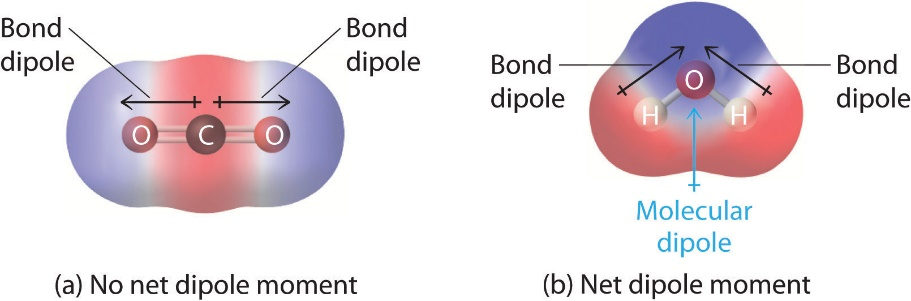 Bond
dipole
Bond
dipole
O
C
O
(a) No net dipole moment
Bond
dipole
Bond
dipole
O
H
H
Molecular
dipole
(b) Net dipole moment